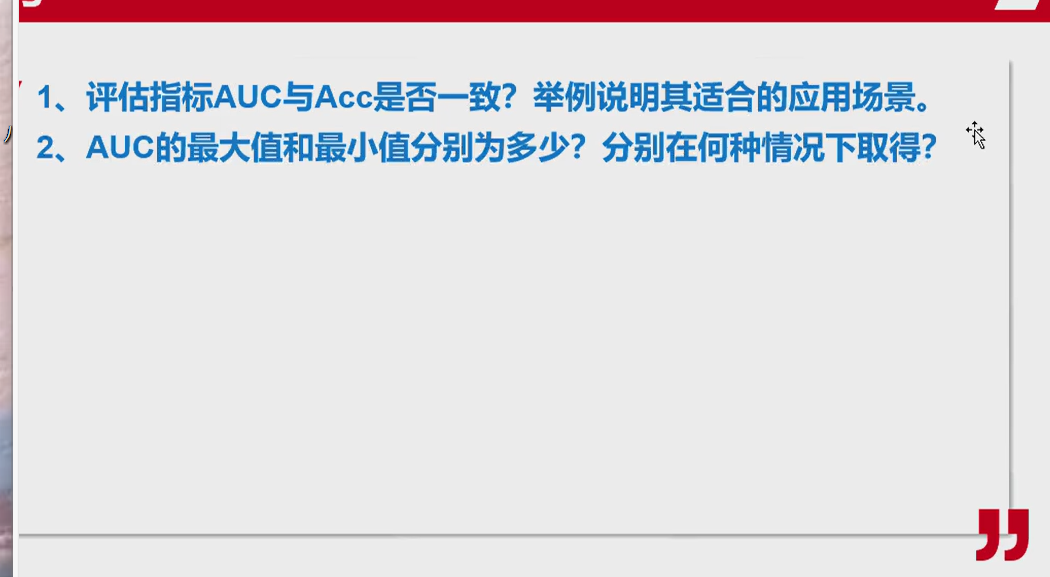 1、评估指标AUC与Acc是否一致？举例说明其适合的应用场景。
2、AUC的最大值和最小值分别为多少？分别在何种情况下取得？